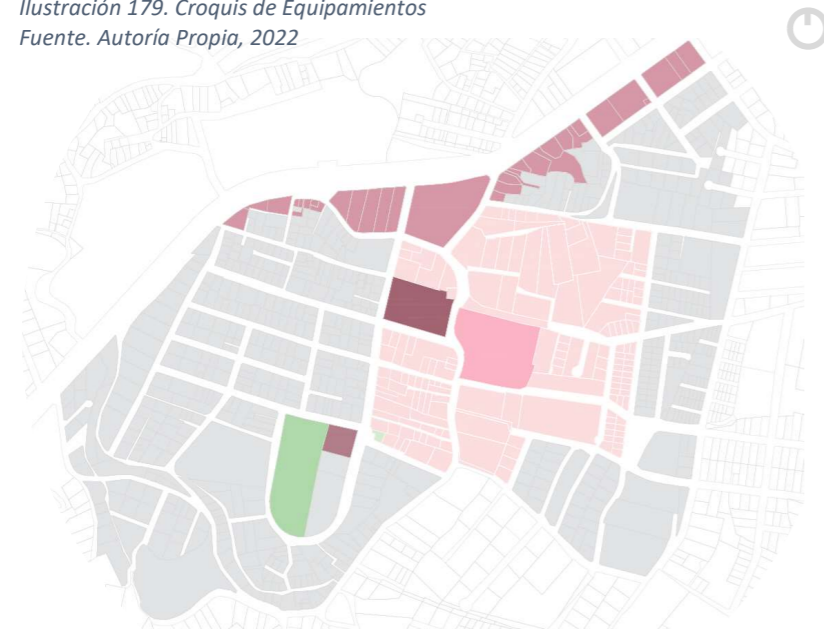 Ilustración 179. Croquis de Equipamientos
Fuente. Autoría Propia, 2022